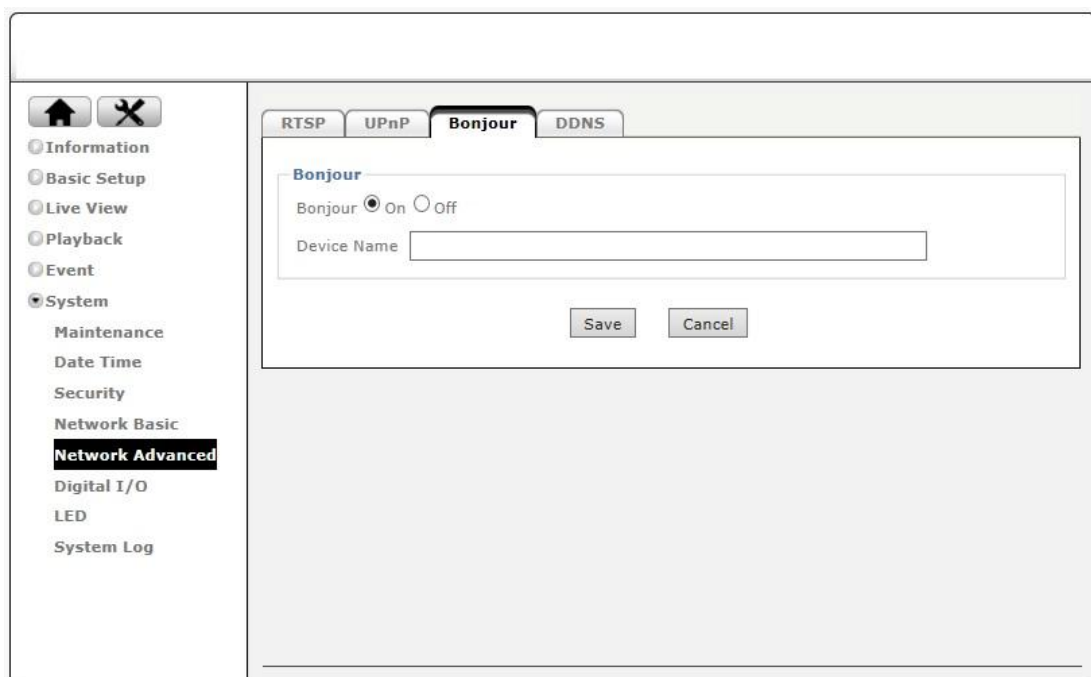 RTSP UPnP Bonjour DDNS
Information
Basic Setup
Live View
Playback
Event
System
Maintenance
Date Time
Security
Network Basic
Network Advanced
Digital I/O
LED
System Log
Bonjour
Bonjour On Off
Device Name
Save Cancel